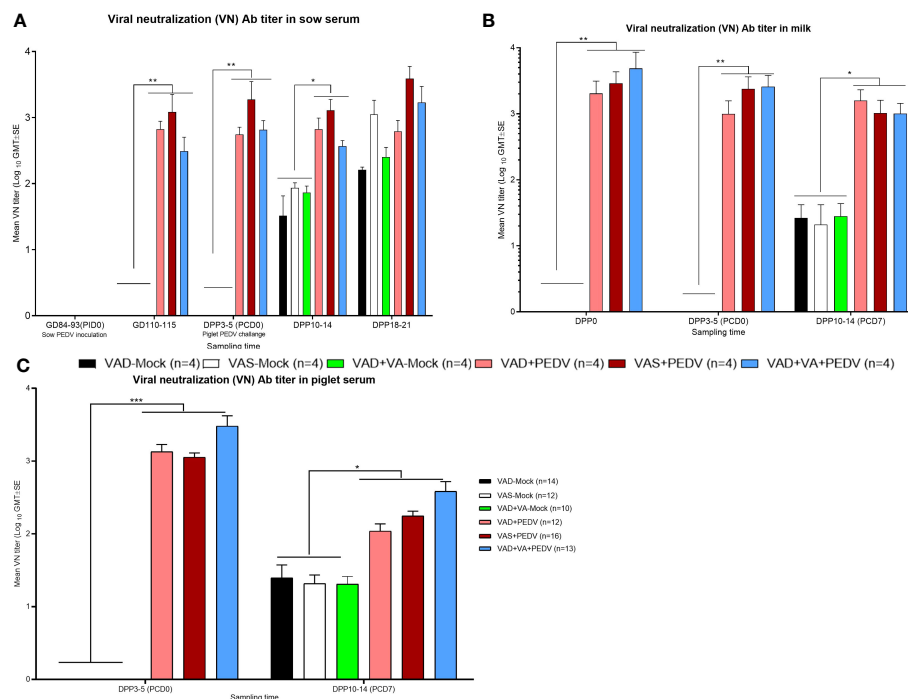 A
Viral neutralization (VN) Ab titer in sow serum
Mean VN titer (Log 10 GMT±SE
4
3
2
1
0
**
**
*
GD84-93(PID0)
Sow PEDV inoculation
GD110-115
DPP3-5 (PCD0)
Piglet PEDV challange
DPP10-14
DPP18-21
Sampling time
B
Viral neutralization (VN) Ab titer in milk
Mean VN titer (Log 10 GMT±SE
4
3
2
1
0
**
**
*
DPP0
DPP3-5 (PCD0)
DPP10-14 (PCD7)
Sampling time
VAD-Mock (n=4) VAS-Mock (n=4) VAD+VA-Mock (n=4) VAD+PEDV (n=4) VAS+PEDV (n=4) VAD+VA+PEDV (n=4)
C
Viral neutralization (VN) Ab titer in piglet serum
Mean VN titer (Log 10 GMT±SE
4
3
2
1
0
***
*
DPP3-5 (PCD0)
DPP10-14 (PCD7)
Sampling time
VAD-Mock (n=14)
VAS-Mock (n=12)
VAD+VA-Mock (n=10)
VAD+PEDV (n=12)
VAS+PEDV (n=16)
VAD+VA+PEDV (n=13)